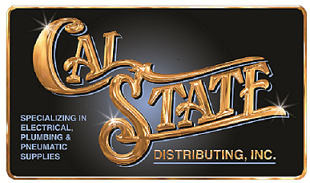 CAL
STATE
SPECIALIZING IN
ELECTRICAL,
PLUMBING &
PNEUMATIC
SUPPLIES
DISTRIBUTING, INC.